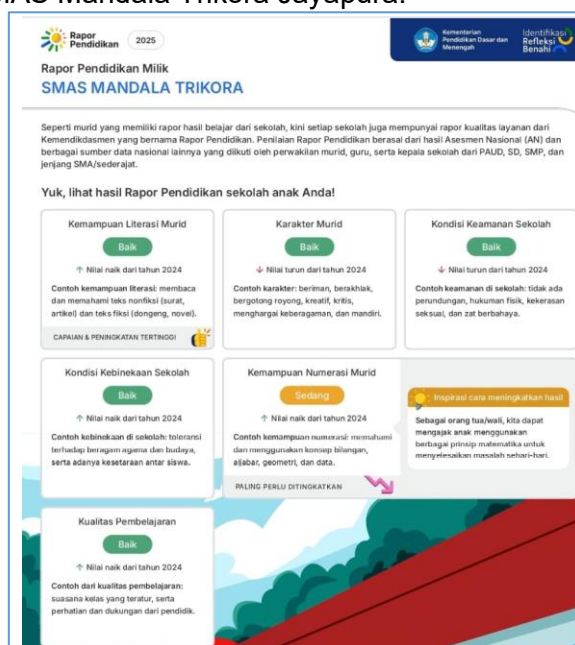 MAS Mandala Trikora Jayapura.
Rapor
Pendidikan
2025
Kementerian
Pendidikan Dasar dan
Menengah
Identifikasi
Refleksi
Benahi
Rapor Pendidikan Milik
SMAS MANDALA TRIKORA
Seperti murid yang memiliki rapor hasil belajar dari sekolah, kini setiap sekolah juga mempunyai rapor kualitas layanan dari
Kemendikdasmen yang bernama Rapor Pendidikan. Penilaian Rapor Pendidikan berasal dari hasil Asesmen Nasional (AN) dan
berbagai sumber data nasional lainnya yang diikuti oleh perwakilan murid, guru, serta kepala sekolah dari PAUD, SD, SMP, dan
jenjang SMA/sederajat.
Yuk, lihat hasil Rapor Pendidikan sekolah anak Anda!
Kemampuan Literasi Murid
Baik
Nilai naik dari tahun 2024
Contoh kemampuan literasi: membaca
dan memahami teks nonfiksi (surat,
artikel) dan teks fiksi (dongeng, novel).
CAPAIAN & PENINGKATAN TERTINGGI
Karakter Murid
Baik
Nilai turun dari tahun 2024
Contoh karakter: beriman, berakhlak,
bergotong royong, kreatif, kritis,
menghargai keberagaman, dan mandiri.
Kondisi Keamanan Sekolah
Baik
Nilai turun dari tahun 2024
Contoh keamanan di sekolah: tidak ada
perundungan, hukuman fisik, kekerasan
seksual, dan zat berbahaya.
Kondisi Kebinekaan Sekolah
Baik
Nilai naik dari tahun 2024
Contoh kebinekaan di sekolah: toleransi
terhadap beragam agama dan budaya,
serta adanya kesetaraan antar siswa.
Kemampuan Numerasi Murid
Sedang
Nilai naik dari tahun 2024
Contoh kemampuan numerasi: memahami
dan menggunakan konsep bilangan,
aljabar, geometri, dan data.
PALING PERLU DITINGKATKAN
Inspirasi cara meningkatkan hasil
Sebagai orang tua/wali, kita dapat
mengajak anak menggunakan
berbagai prinsip matematika untuk
menyelesaikan masalah sehari-hari.
Kualitas Pembelajaran
Baik
Nilai naik dari tahun 2024
Contoh dari kualitas pembelajaran:
suasana kelas yang teratur, serta
perhatian dan dukungan dari pendidik.